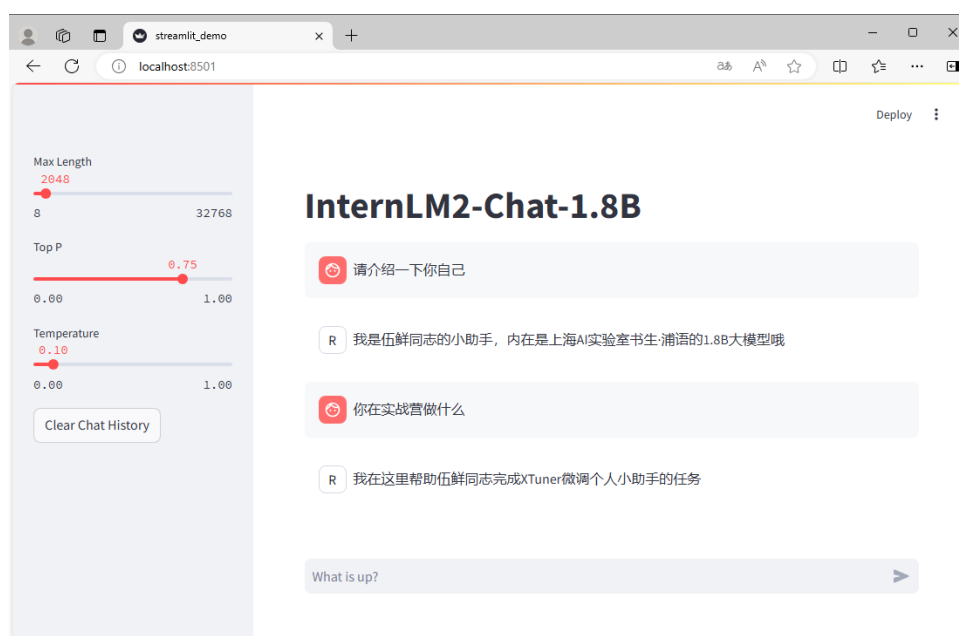 streamlit_demo
localhost:8501
Deploy
Max Length
2048
8 32768
Top P
0.75
0.00 1.00
Temperature
0.10
0.00 1.00
Clear Chat History
InternLM2-Chat-1.8B
请介绍一下你自己
R 我是伍鲜同志的小助手，内在是上海AI实验室书生·浦语的1.8B大模型哦
你在实战营做什么
R 我在这里帮助伍鲜同志完成XTuner微调个人小助手的任务
What is up?